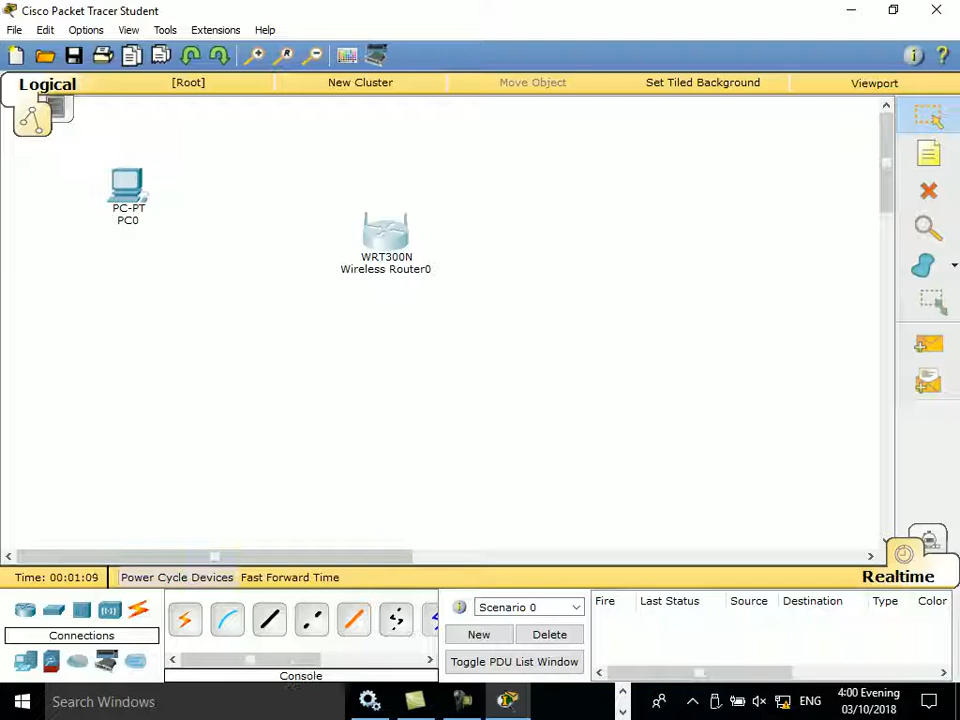 Cisco Packet Tracer Student
File Edit Options View Tools Extensions Help
Logical [Root] New Cluster Move Object Set Tiled Background Viewport
PC-PT
PC0
WRT300N
Wireless Router0
Time: 00:01:09 Power Cycle Devices Fast Forward Time
Realtime
Connections
Console
Scenario 0
New Delete
Toggle PDU List Window
Fire Last Status Source Destination Type Color
Search Windows
ENG
4:00 Evening
03/10/2018